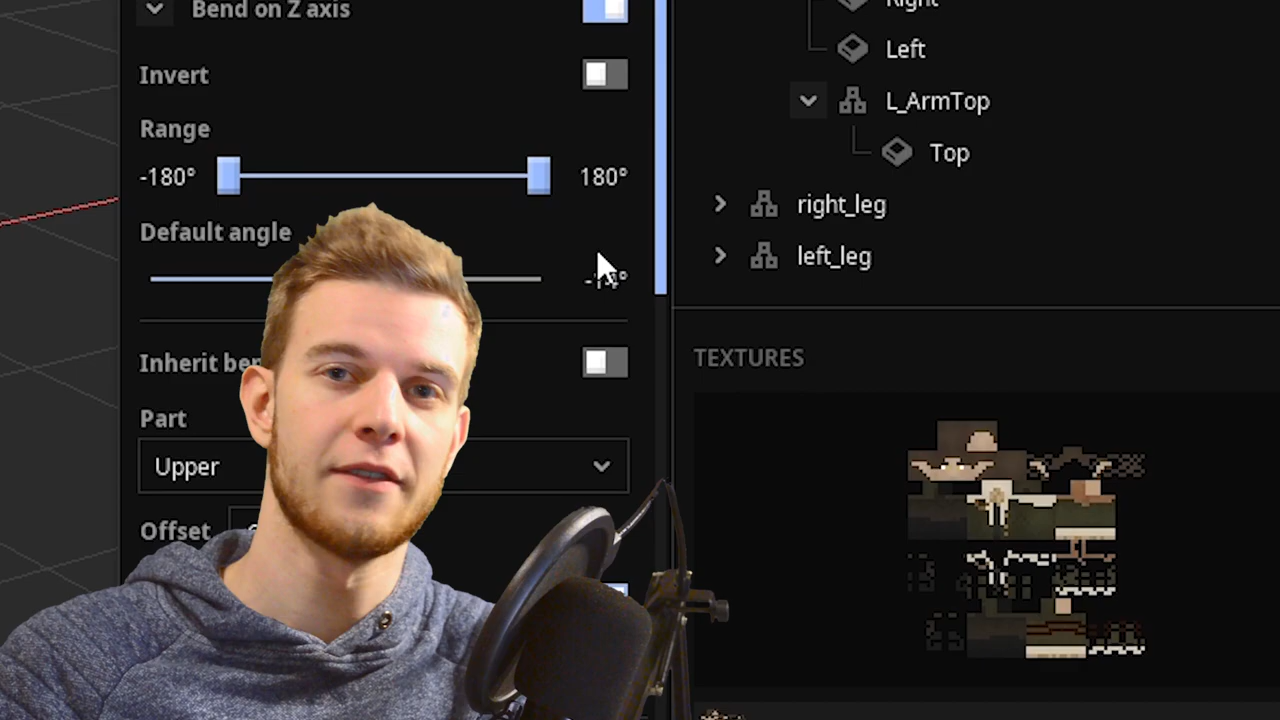 Bend on Z axis
Invert
Range
-180°
180°
Default angle
Inherit
Part
Upper
Offset
Right
Left
L_ArmTop
Top
right_leg
left_leg
TEXTURES